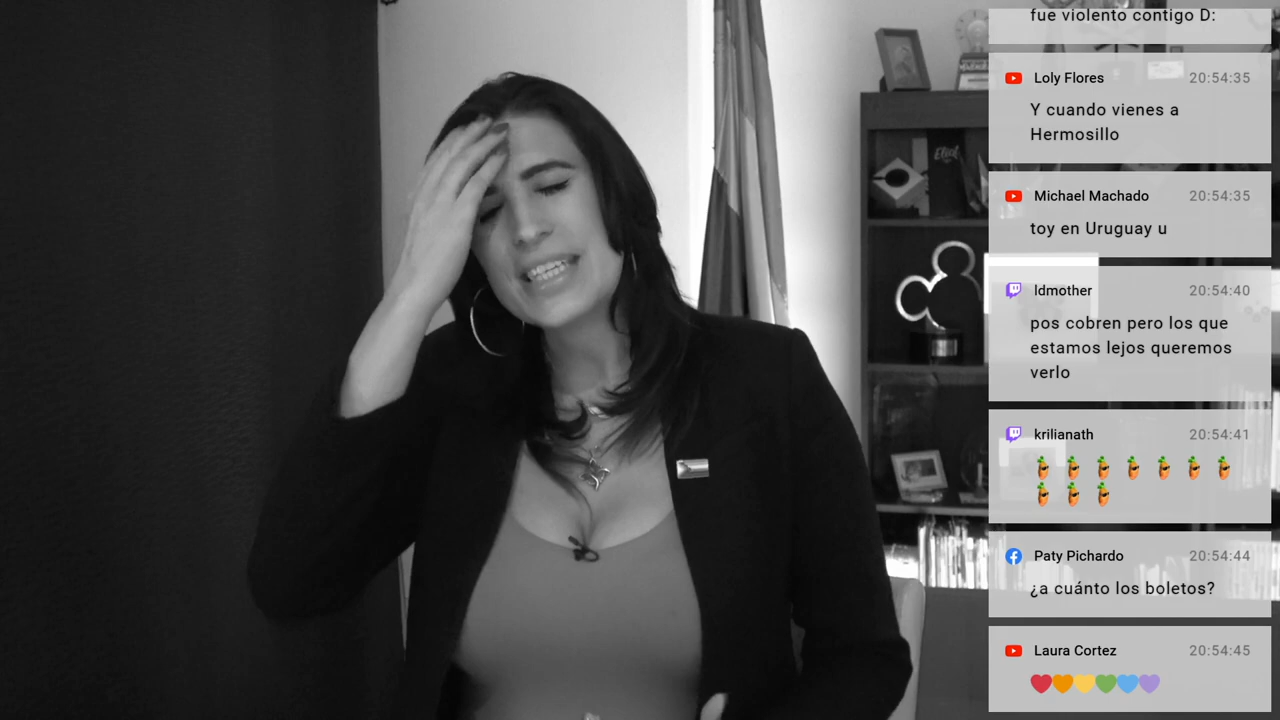 fue violento contigo D:
Loly Flores 20:54:35
Y cuando vienes a
Hermosillo
Michael Machado 20:54:35
toy en Uruguay u
ldmother 20:54:40
pos cobren pero los que
estamos lejos queremos
verlo
krilianath 20:54:41
Paty Pichardo 20:54:44
¿a cuánto los boletos?
Laura Cortez 20:54:45